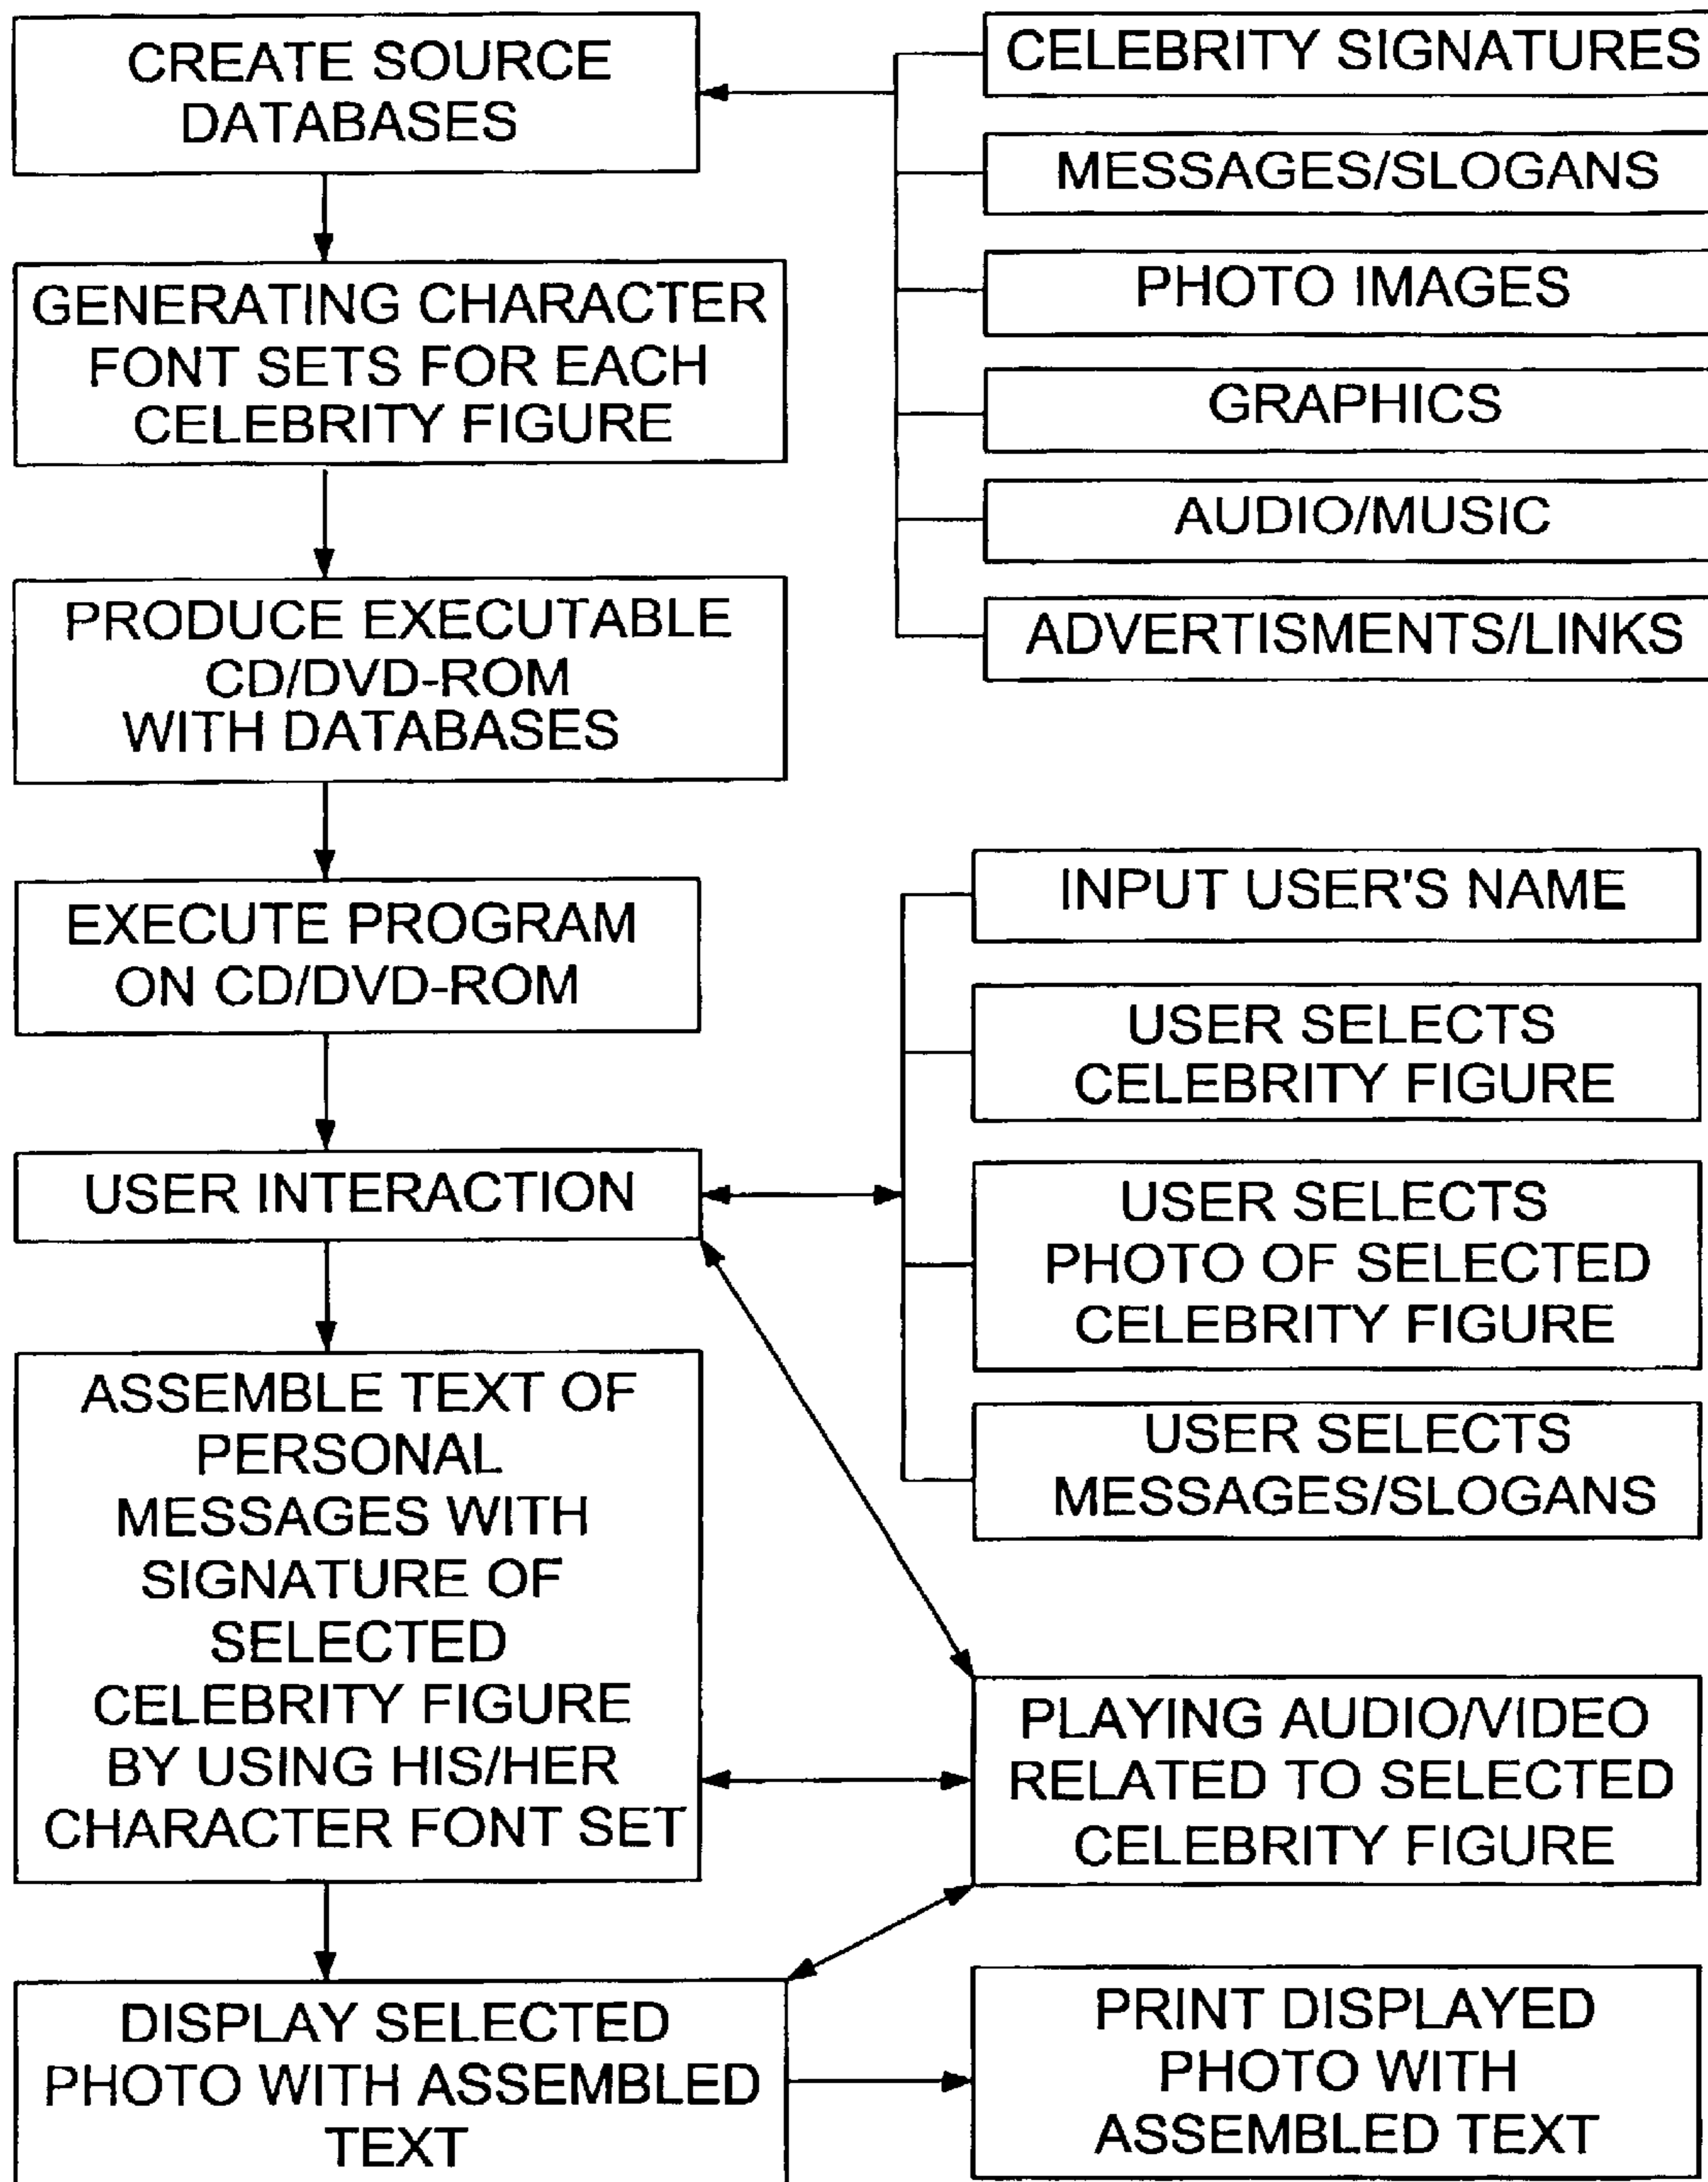 CREATE SOURCE
DATABASES
CELEBRITY SIGNATURES
MESSAGES/SLOGANS
PHOTO IMAGES
GRAPHICS
AUDIO/MUSIC
ADVERTISMENTS/LINKS
GENERATING CHARACTER
FONT SETS FOR EACH
CELEBRITY FIGURE
PRODUCE EXECUTABLE
CD/DVD-ROM
WITH DATABASES
EXECUTE PROGRAM
ON CD/DVD-ROM
USER INTERACTION
INPUT USER'S NAME
USER SELECTS
CELEBRITY FIGURE
USER SELECTS
PHOTO OF SELECTED
CELEBRITY FIGURE
USER SELECTS
MESSAGES/SLOGANS
ASSEMBLE TEXT OF
PERSONAL
MESSAGES WITH
SIGNATURE OF
SELECTED
CELEBRITY FIGURE
BY USING HIS/HER
CHARACTER FONT SET
PLAYING AUDIO/VIDEO
RELATED TO SELECTED
CELEBRITY FIGURE
DISPLAY SELECTED
PHOTO WITH ASSEMBLED
TEXT
PRINT DISPLAYED
PHOTO WITH
ASSEMBLED TEXT